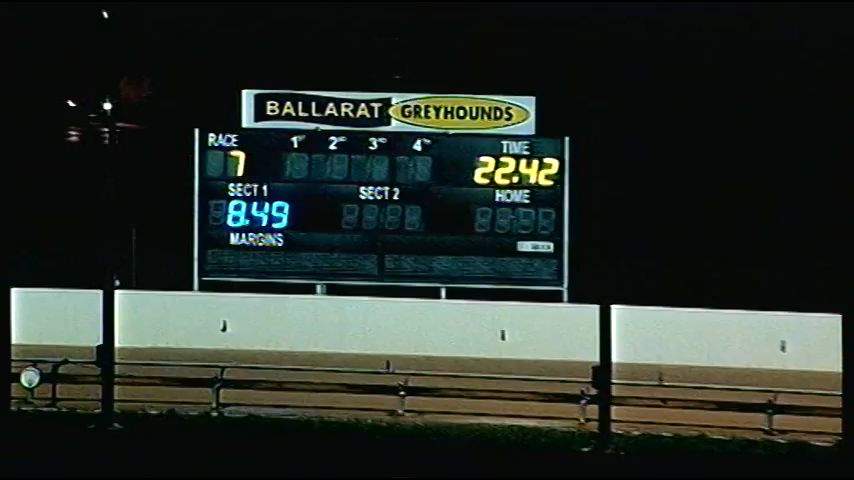 BALLARAT GREYHOUNDS
RACE 1ST 2ND 3RD 4TH TIME
7 22.42
SECT 1 SECT 2 HOME
8.49
MARGINS